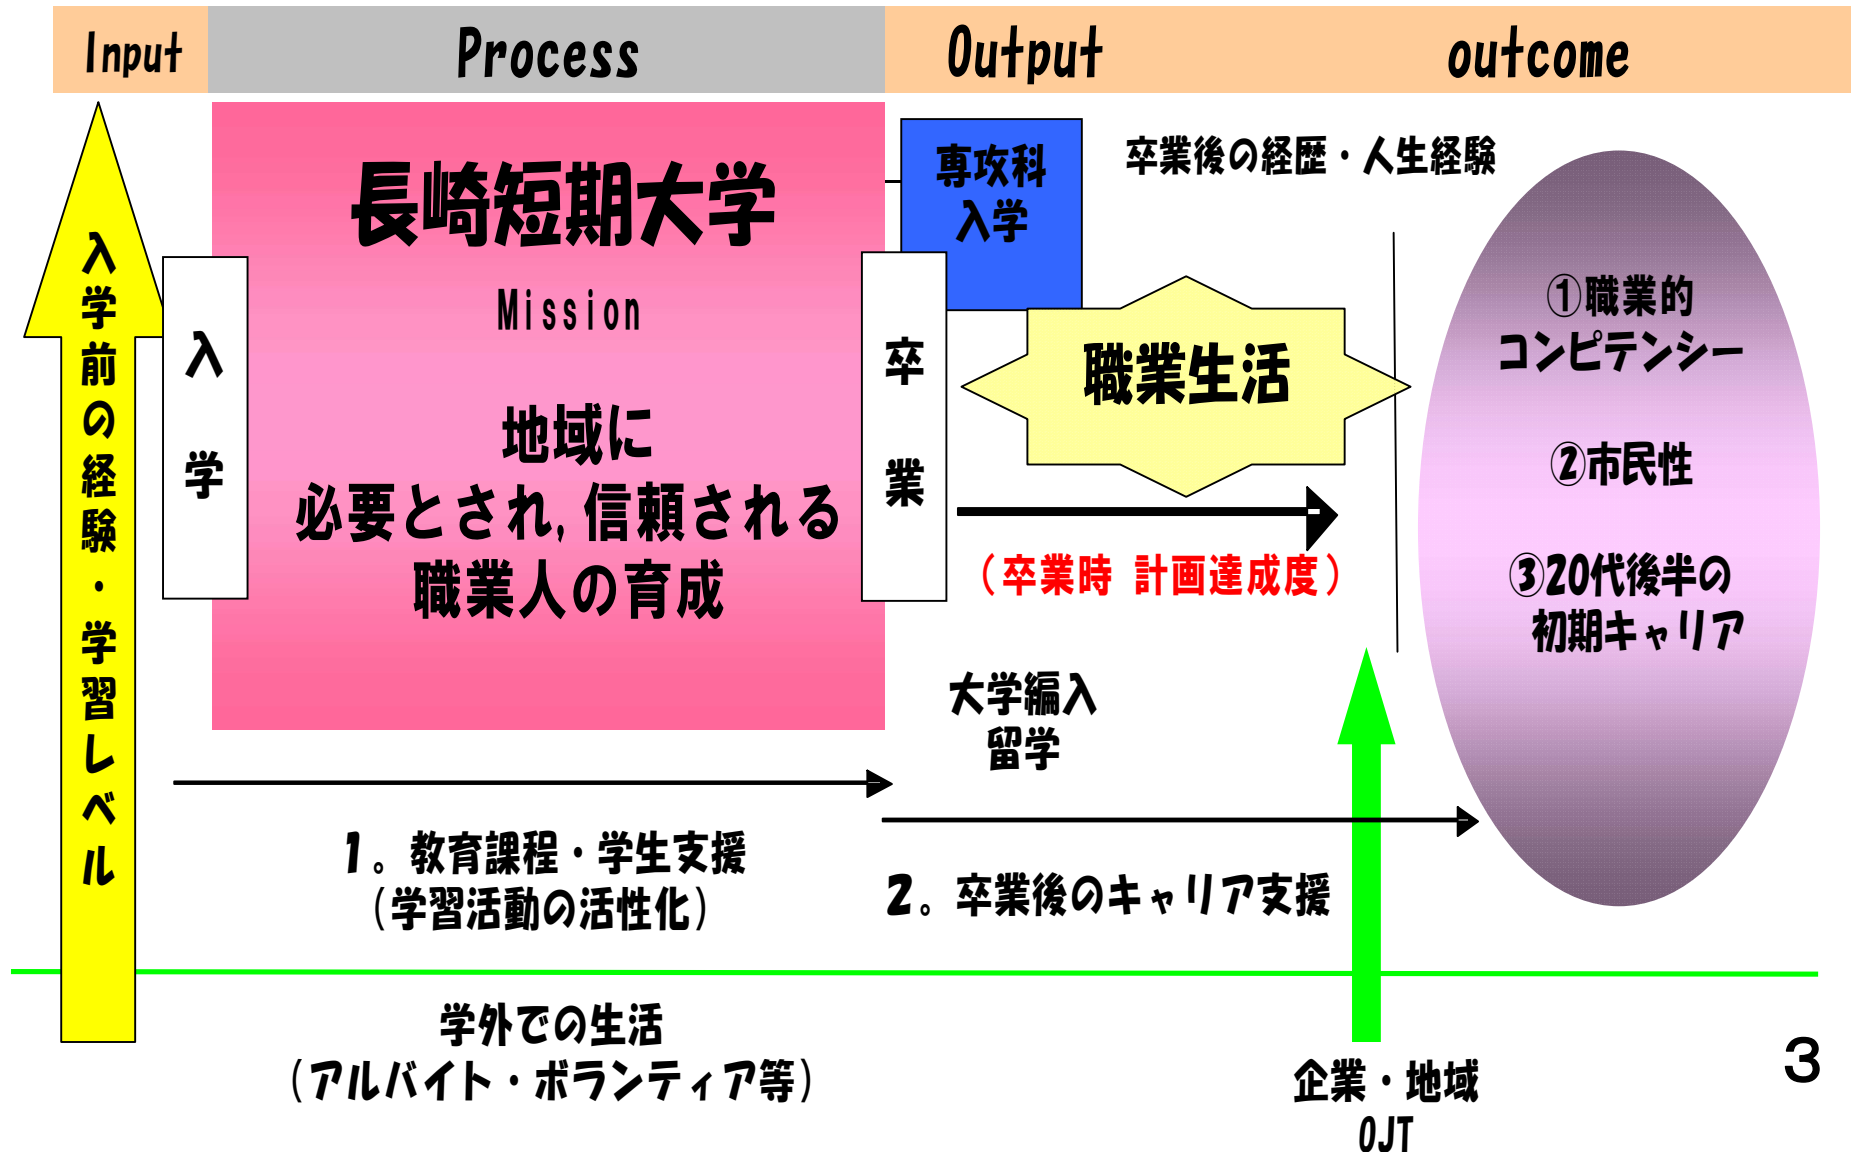 Input
Process
Output
outcome
入学前の経験・学習レベル
入学
長崎短期大学
Mission
地域に
必要とされ,信頼される
職業人の育成
卒業
専攻科
入学
卒業後の経歴・人生経験
職業生活
(卒業時 計画達成度)
大学編入
留学
①職業的
コンピテンシー
②市民性
③20代後半の
初期キャリア
1。教育課程・学生支援
(学習活動の活性化)
2。卒業後のキャリア支援
学外での生活
(アルバイト・ボランティア等)
企業・地域
OJT
3